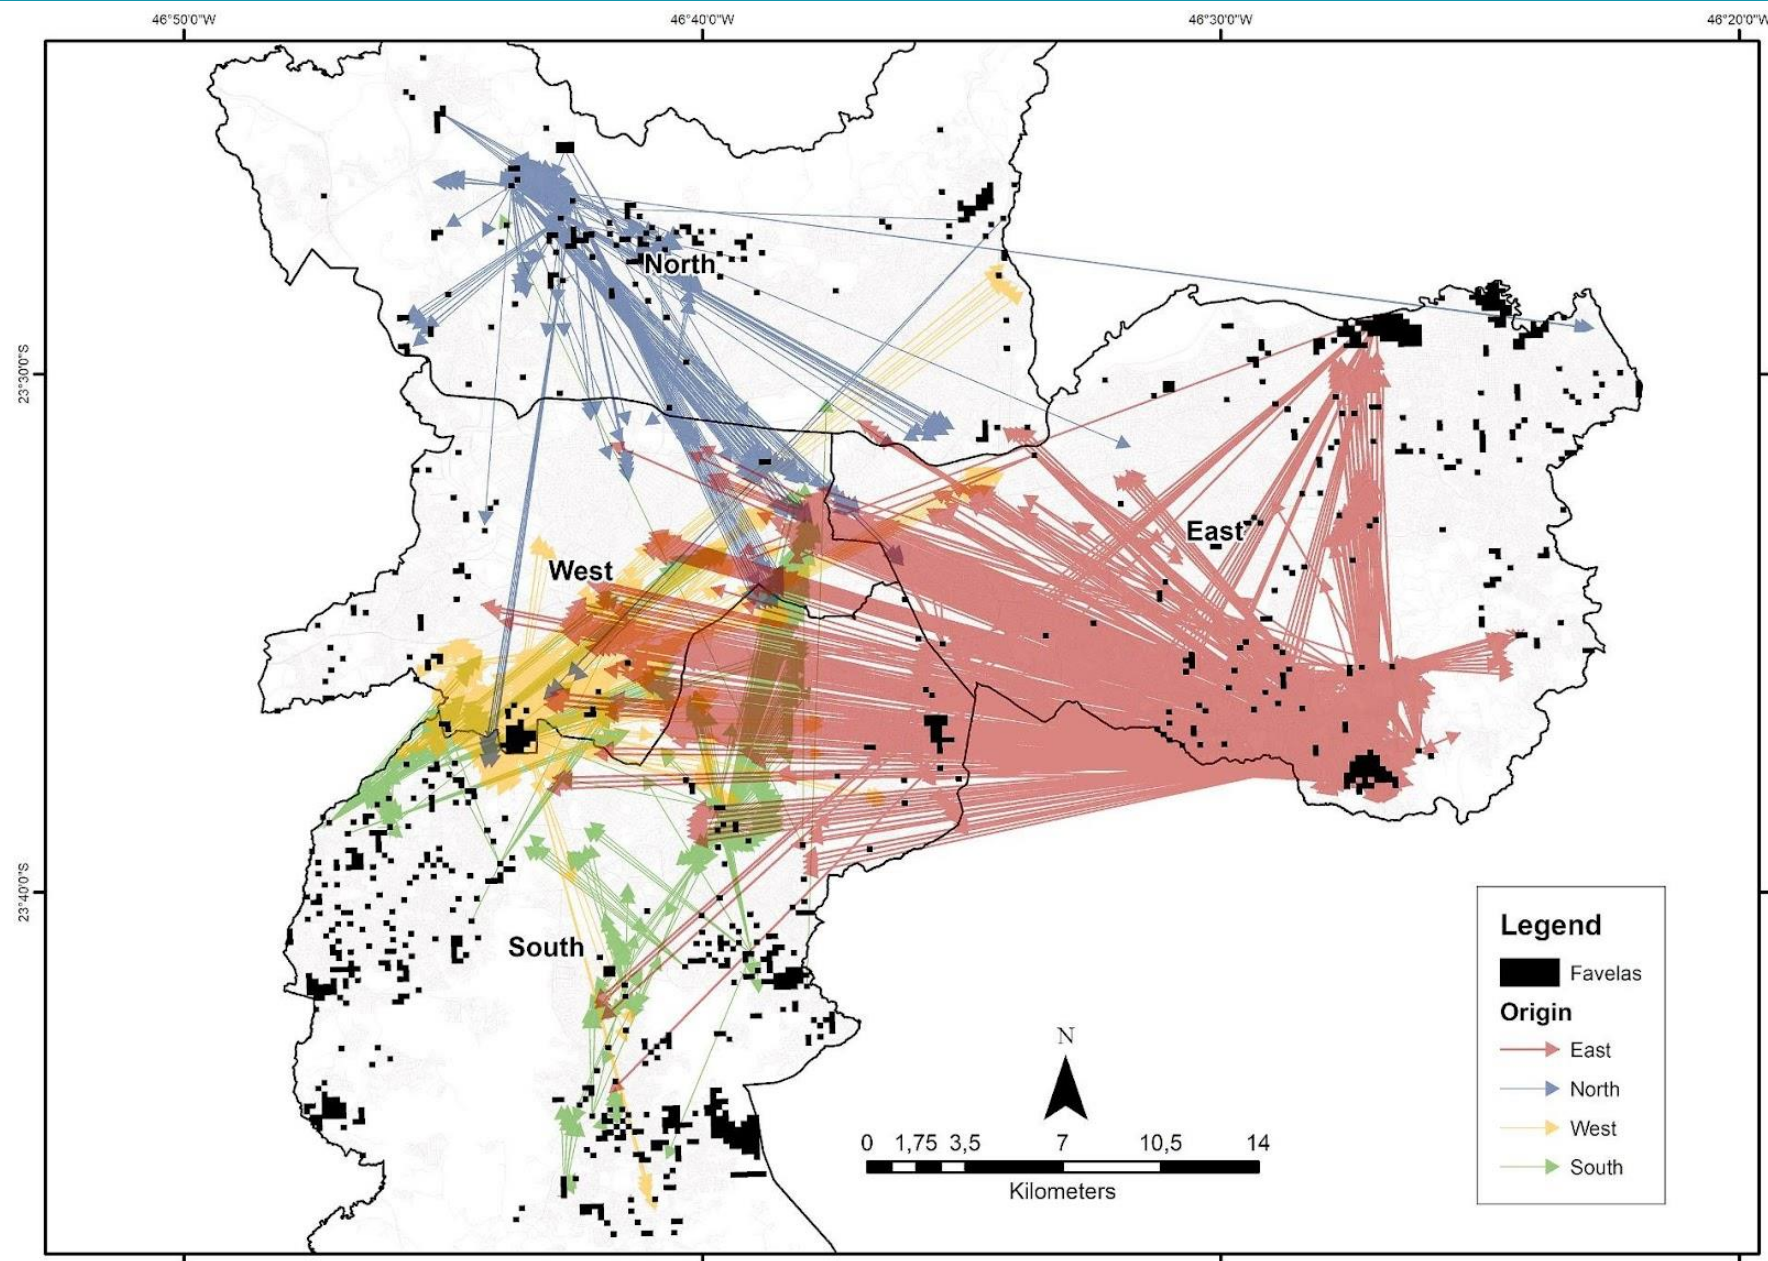 46°50'0"W
46°40'0"W
46°30'0"W
46°20'0"W
23°30'0"S
23°40'0"S
North
East
West
South
N
0 1,75 3,5 7 10,5 14
Kilometers
Legend
Favelas
Origin
East
North
West
South